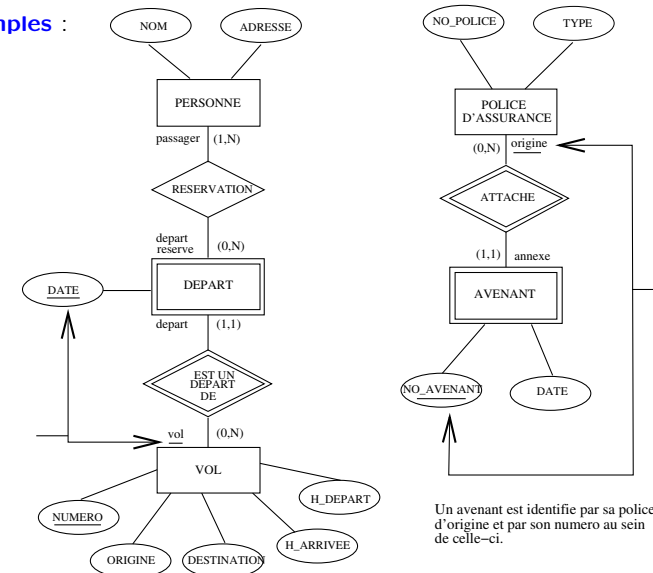 mples :
NOM
ADRESSE
PERSONNE
passager (1,N)
RESERVATION
depart
reserve
(0,N)
DATE
DEPART
depart (1,1)
EST UN
DEPART
DE
vol (0,N)
VOL
NUMERO
ORIGINE
DESTINATION
H_ARRIVEE
H_DEPART
NO_POLICE
TYPE
POLICE
D'ASSURANCE
(0,N) origine
ATTACHE
(1,1) annexe
AVENANT
NO_AVENANT
DATE
Un avenant est identifie par sa police
d'origine et par son numero au sein
de celle−ci.